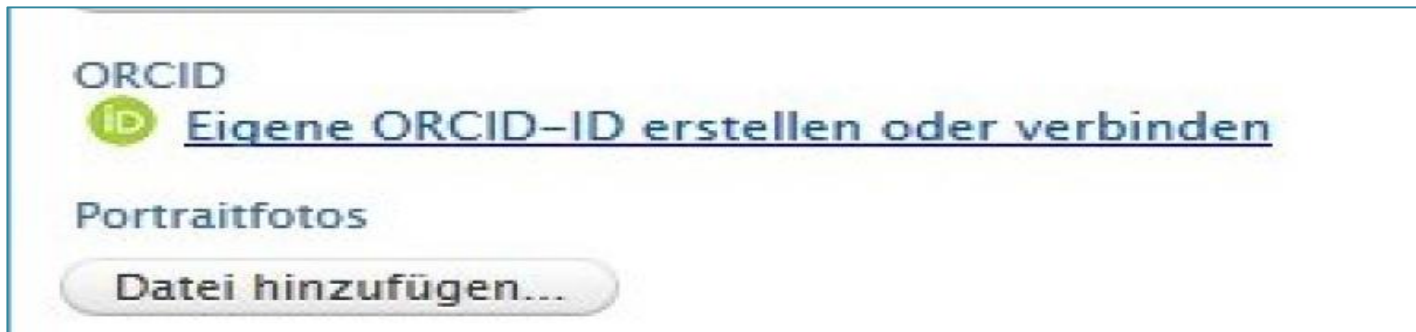 ORCID
iD Eigene ORCID-ID erstellen oder verbinden
Portraitfotos
Datei hinzufügen...